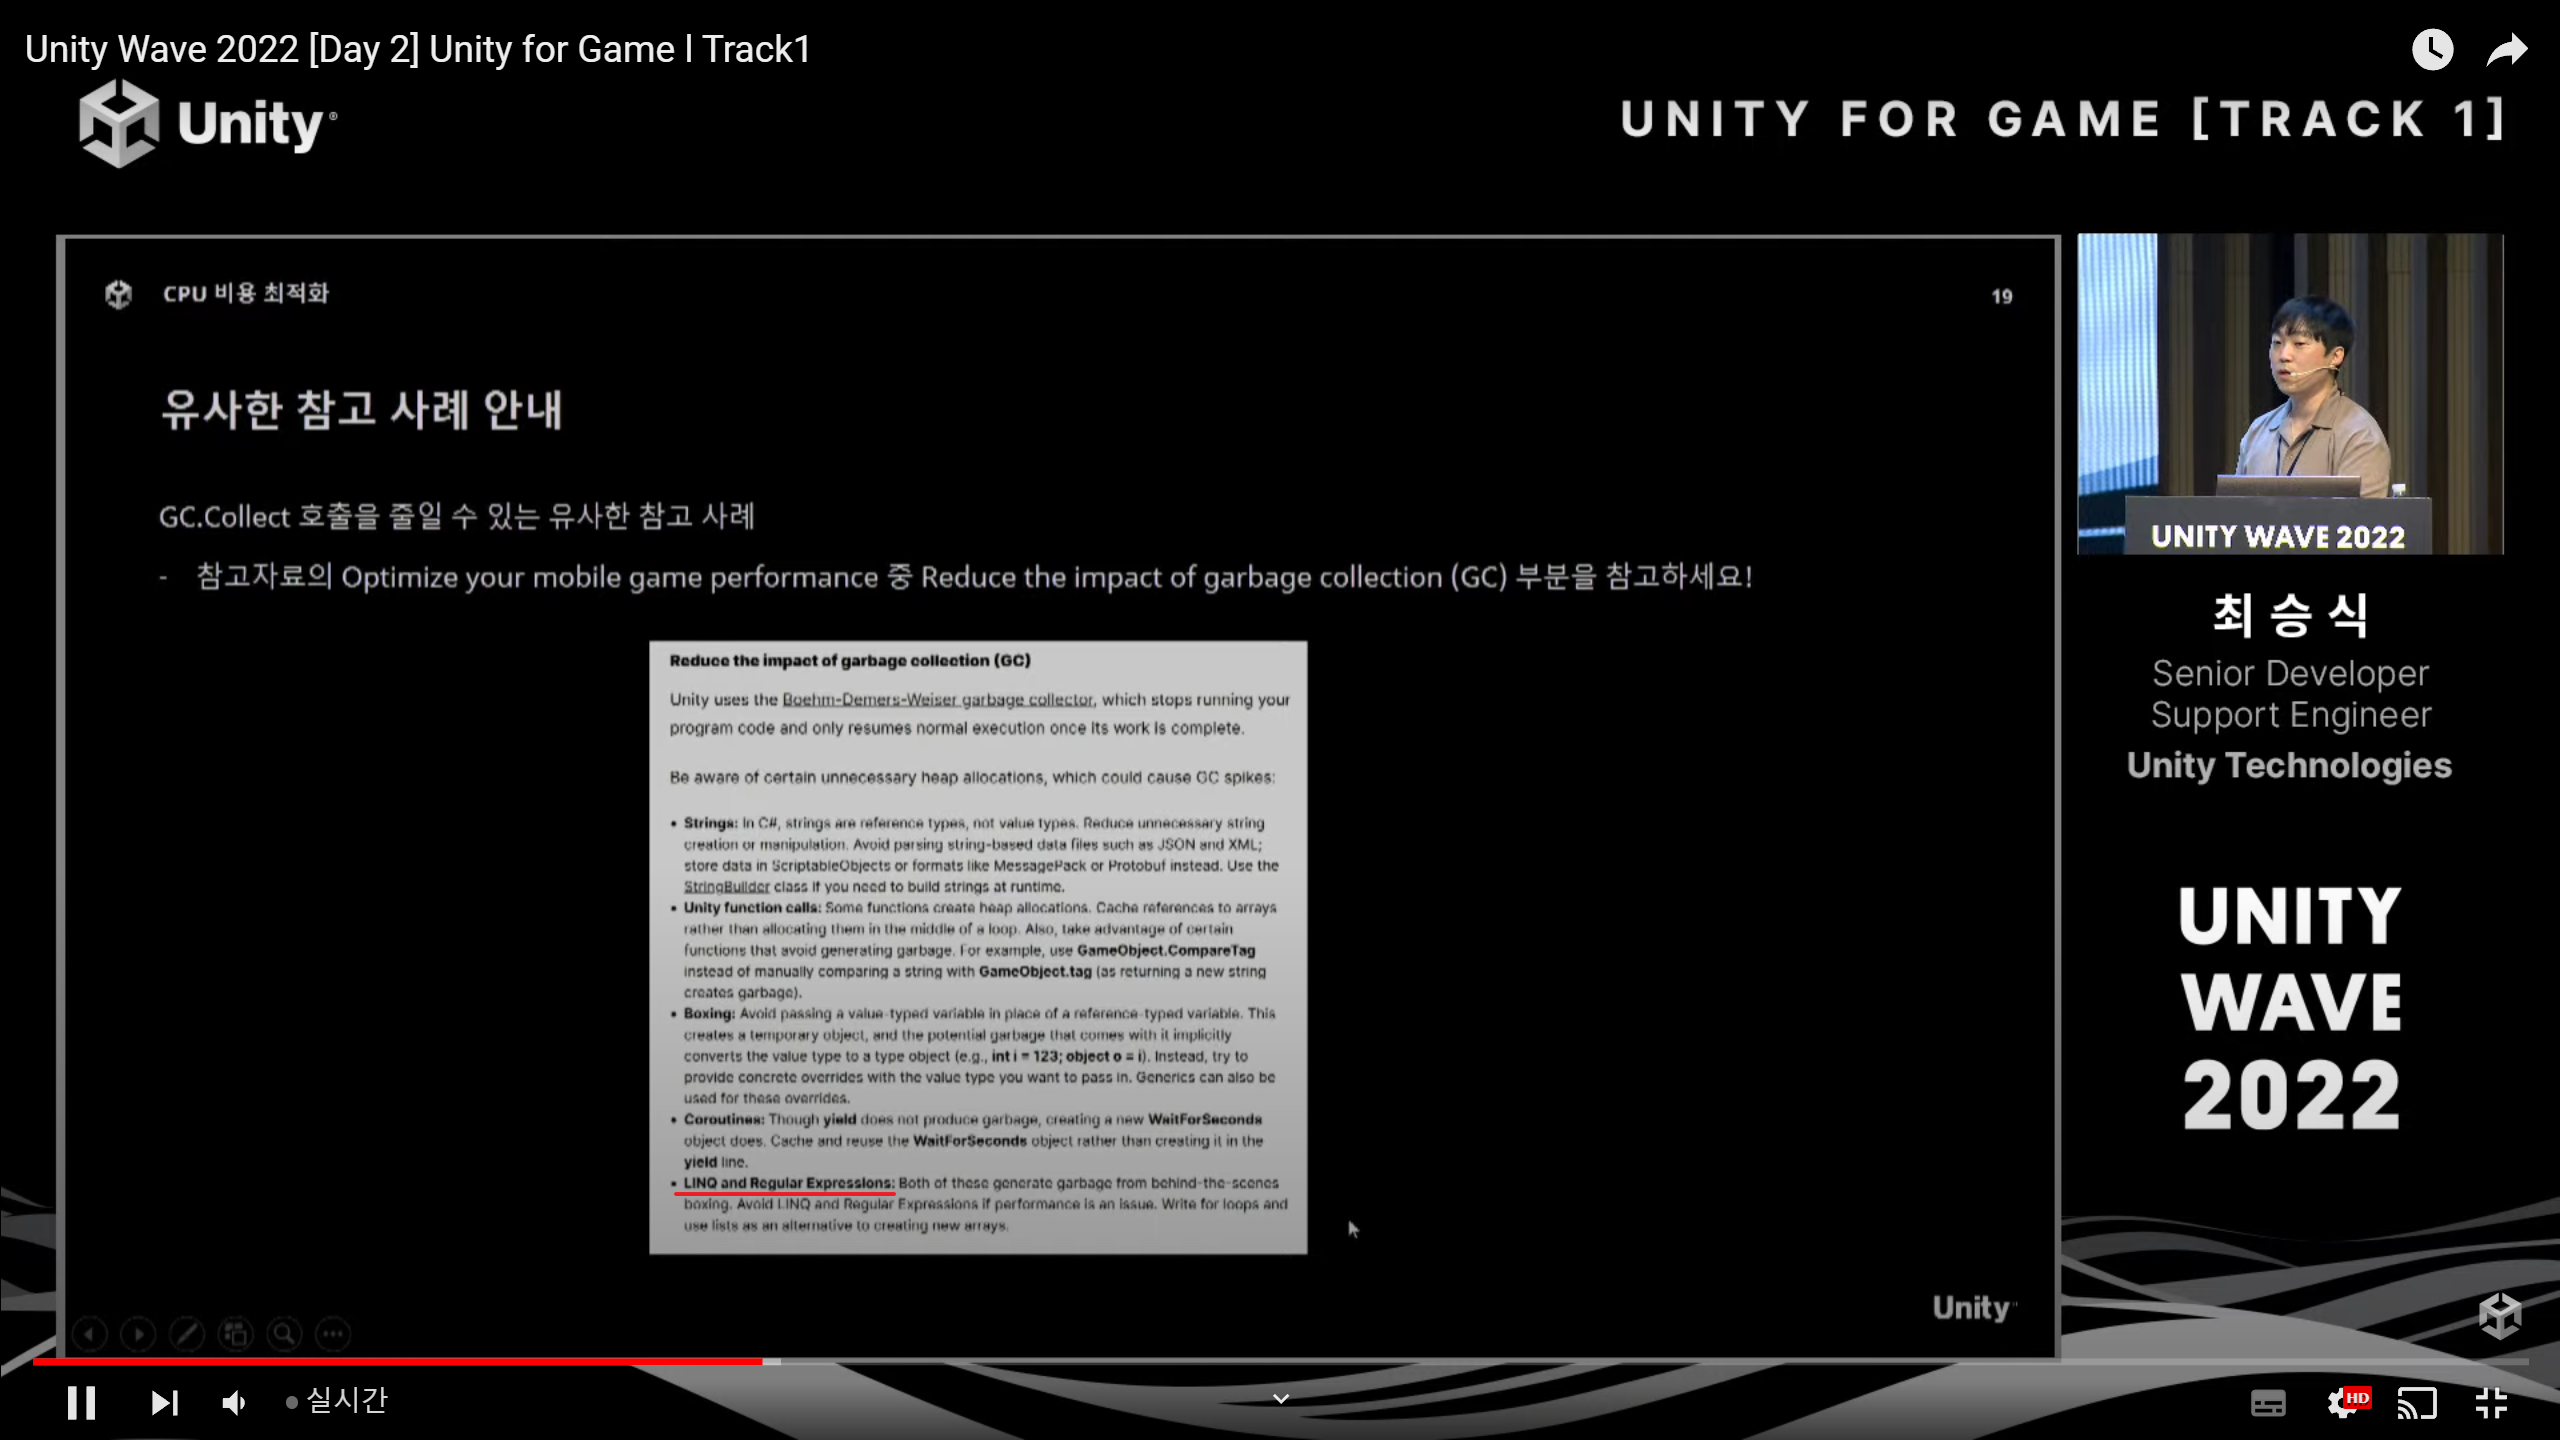 Unity Wave 2022 [Day 2] Unity for Game l Track1
Unity
UNITY FOR GAME [TRACK 1]
CPU 비용 최적화
19
유사한 참고 사례 안내
GC.Collect 호출을 줄일 수 있는 유사한 참고 사례
- 참고자료의 Optimize your mobile game performance 중 Reduce the impact of garbage collection (GC) 부분을 참고하세요!
Reduce the impact of garbage collection (GC)
Unity uses the Boehm-Demers-Weiser garbage collector, which stops running your
program code and only resumes normal execution once its work is complete.
Be aware of certain unnecessary heap allocations, which could cause GC spikes:
• Strings: In C#, strings are reference types, not value types. Reduce unnecessary string
creation or manipulation. Avoid parsing string-based data files such as JSON and XML;
store data in ScriptableObjects or formats like MessagePack or Protobuf instead. Use the
StringBuilder class if you need to build strings at runtime.
• Unity function calls: Some functions create heap allocations. Cache references to arrays
rather than allocating them in the middle of a loop. Also, take advantage of certain
functions that avoid generating garbage. For example, use GameObject.CompareTag
instead of manually comparing a string with GameObject.tag (as returning a new string
creates garbage).
• Boxing: Avoid passing a value-typed variable in place of a reference-typed variable. This
creates a temporary object, and the potential garbage that comes with it implicitly
converts the value type to a type object (e.g., int i = 123; object o = i). Instead, try to
provide concrete overrides with the value type you want to pass in. Generics can also be
used for these overrides.
• Coroutines: Though yield does not produce garbage, creating a new WaitForSeconds
object does. Cache and reuse the WaitForSeconds object rather than creating it in the
yield line.
• LINQ and Regular Expressions: Both of these generate garbage from behind-the-scenes
boxing. Avoid LINQ and Regular Expressions if performance is an issue. Write for loops and
use lists as an alternative to creating new arrays.
Unity
UNITY WAVE 2022
최승식
Senior Developer
Support Engineer
Unity Technologies
UNITY
WAVE
2022
실시간
HD